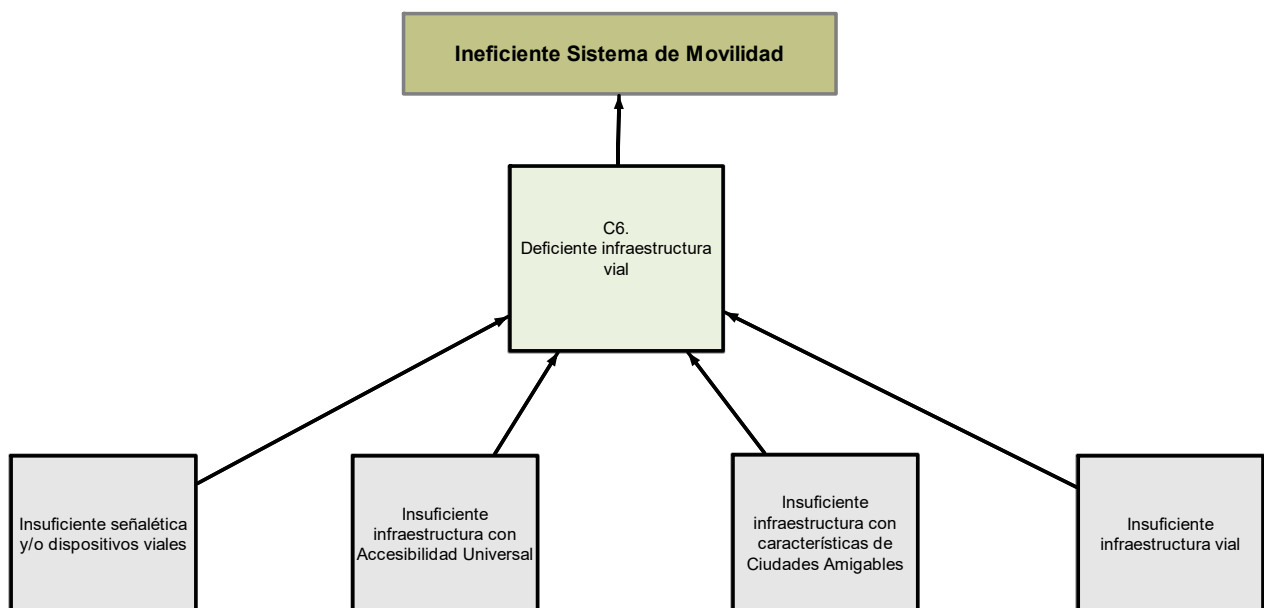 Ineficiente Sistema de Movilidad
C6.
Deficiente infraestructura
vial
Insuficiente señalética
y/o dispositivos viales
Insuficiente
infraestructura con
Accesibilidad Universal
Insuficiente
infraestructura con
características de
Ciudades Amigables
Insuficiente
infraestructura vial